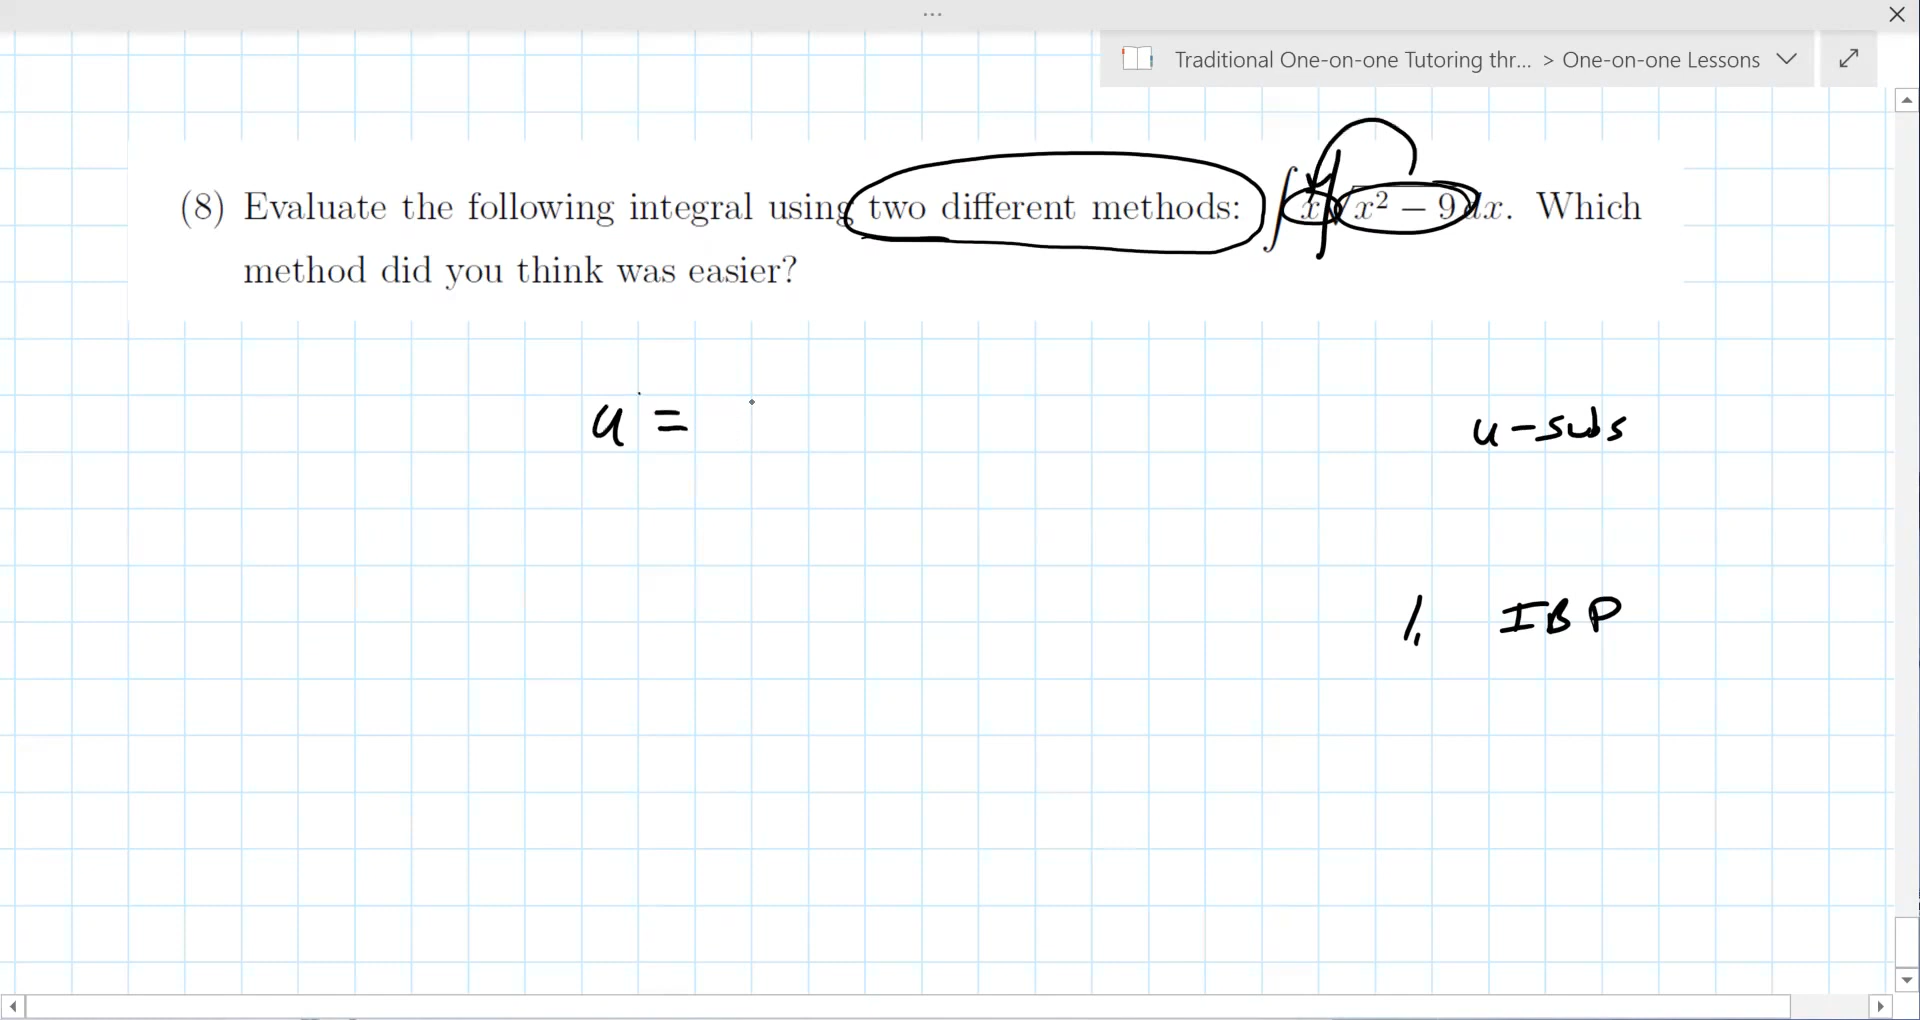 ...
Traditional One-on-one Tutoring thr... > One-on-one Lessons
(8) Evaluate the following integral using two different methods: ∫ x√x² − 9 dx. Which
method did you think was easier?
u =
u-subs
1. IBP